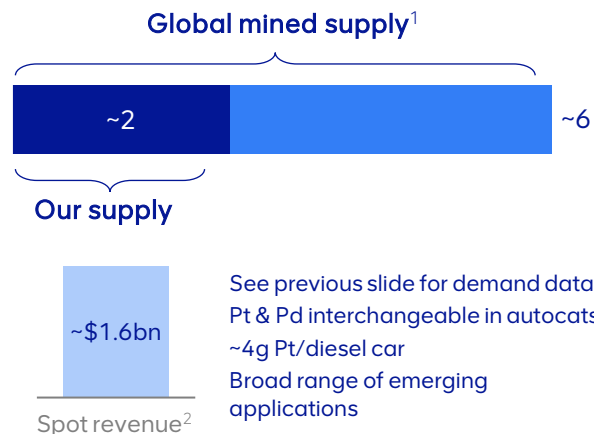 Global mined supply¹
~2
~6
Our supply
~$1.6bn
Spot revenue²
See previous slide for demand data
Pt & Pd interchangeable in autocats
~4g Pt/diesel car
Broad range of emerging
applications